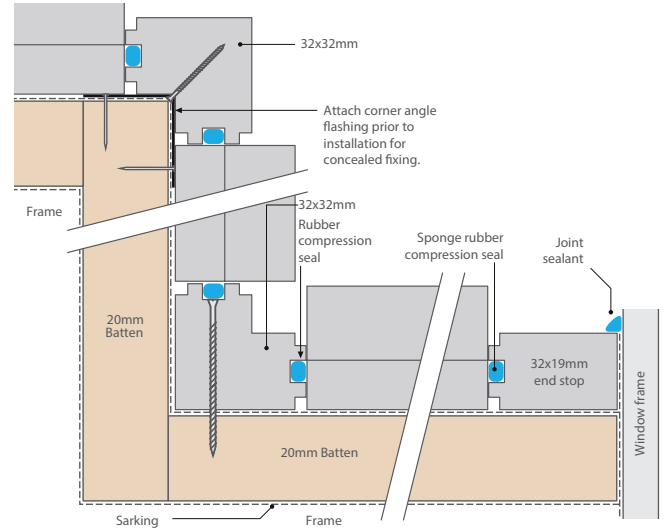 32x32mm
Attach corner angle
flashing prior to
installation for
concealed fixing.
Frame
32x32mm
Rubber
compression
seal
Sponge rubber
compression seal
Joint
sealant
20mm
Batten
32x19mm
end stop
Window frame
20mm Batten
Sarking
Frame